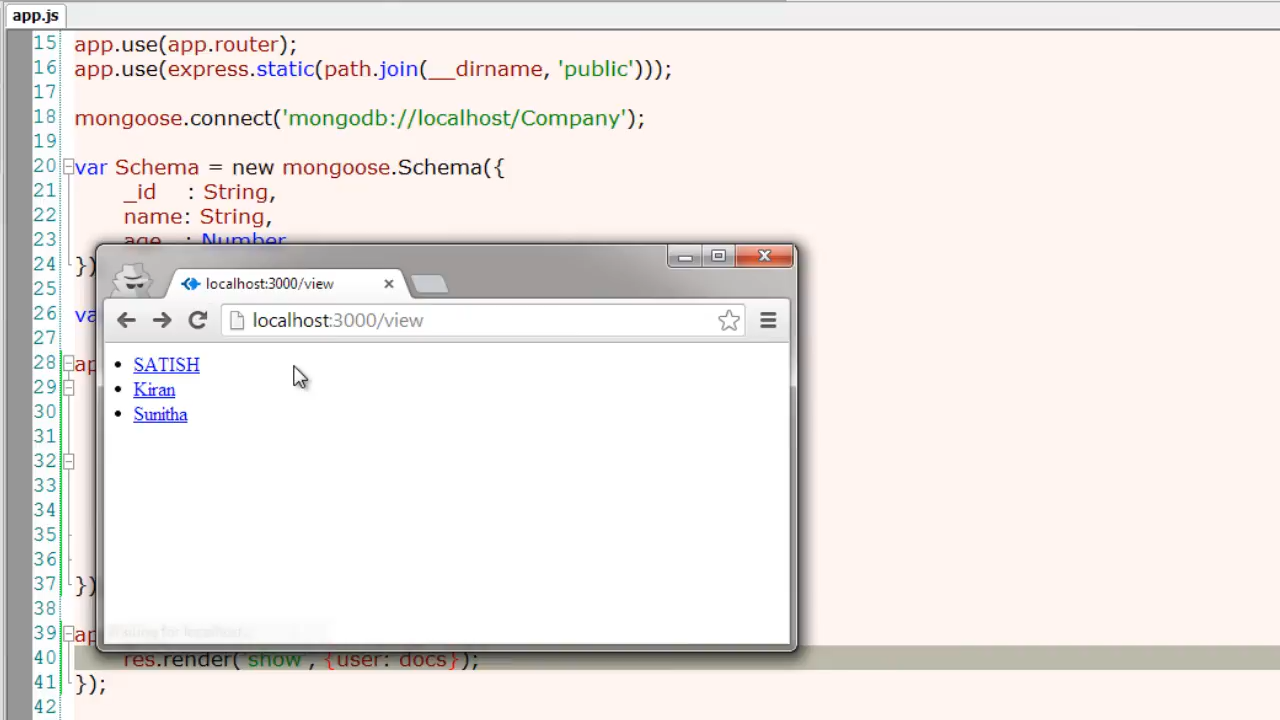 app.js
15 app.use(app.router);
16 app.use(express.static(path.join(__dirname, 'public')));
17
18 mongoose.connect('mongodb://localhost/Company');
19
20 var Schema = new mongoose.Schema({
21 _id : String,
22 name: String,
23 age : Number
24 })
25
26 va
27
28 ap
29
30
31
32
33
34
35
36
37 })
38
39 ap
40 res.render('show', {user: docs});
41 });
42
localhost:3000/view
localhost:3000/view
SATISH
Kiran
Sunitha